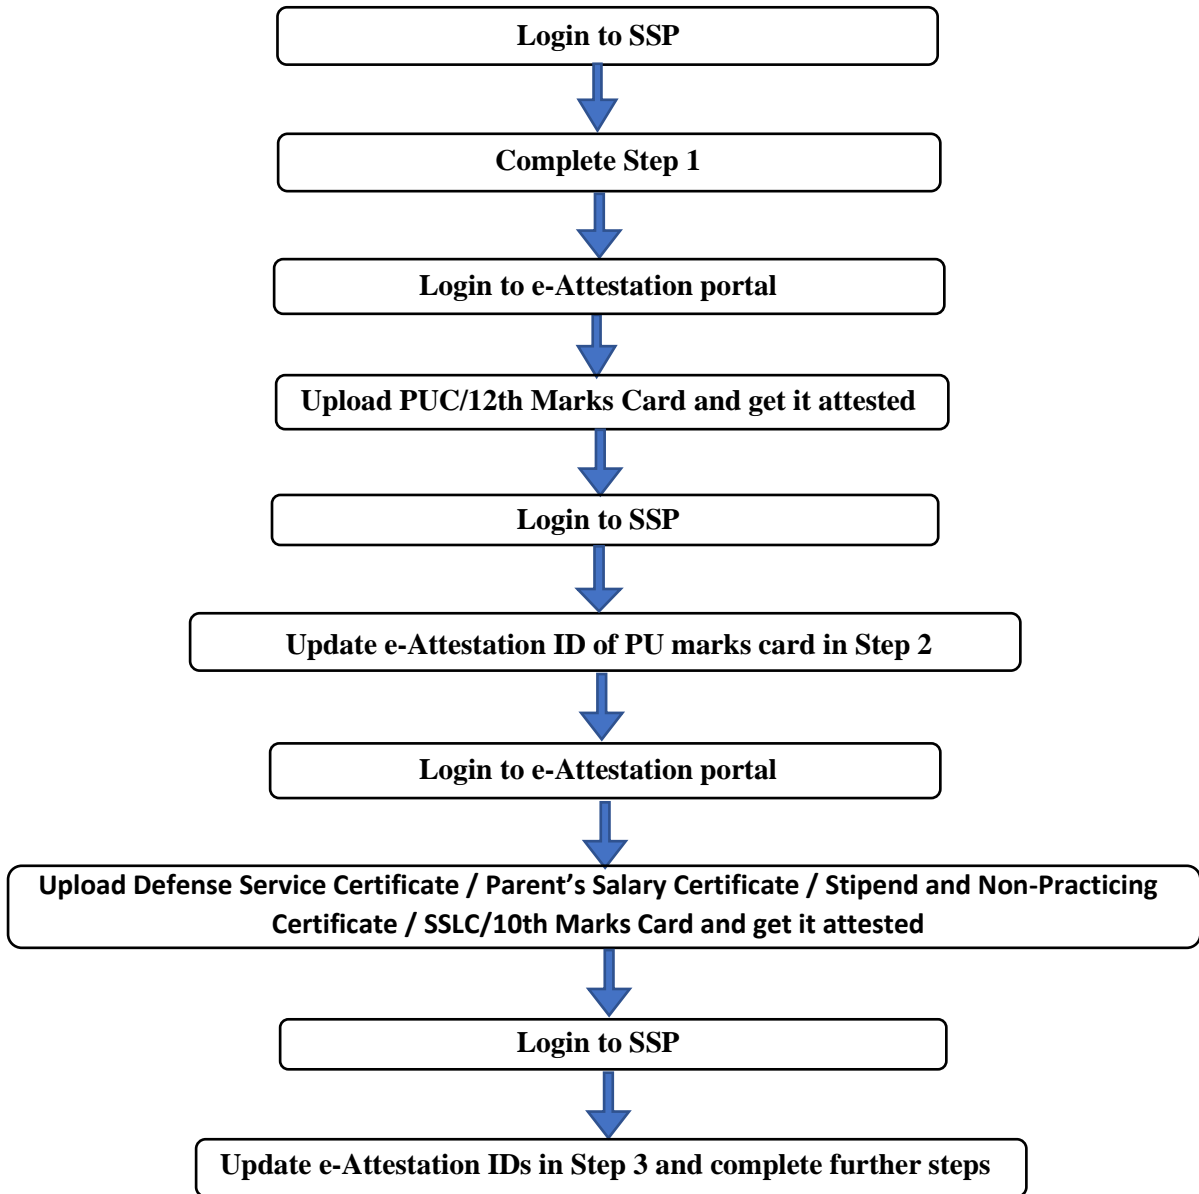 Login to SSP
Complete Step 1
Login to e-Attestation portal
Upload PUC/12th Marks Card and get it attested
Login to SSP
Update e-Attestation ID of PU marks card in Step 2
Login to e-Attestation portal
Upload Defense Service Certificate / Parent’s Salary Certificate / Stipend and Non-Practicing
Certificate / SSLC/10th Marks Card and get it attested
Login to SSP
Update e-Attestation IDs in Step 3 and complete further steps